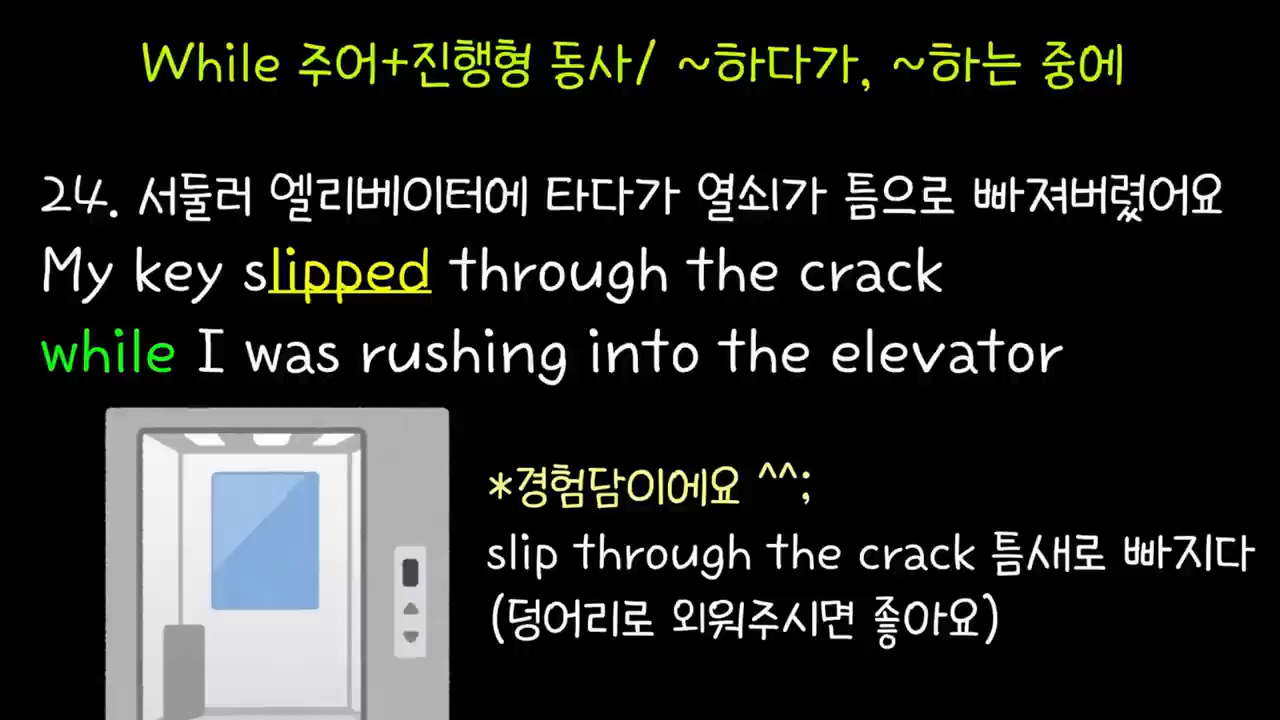 While 주어+진행형 동사/ ~하다가, ~하는 중에
24. 서둘러 엘리베이터에 타다가 열쇠가 틈으로 빠져버렸어요
My key slipped through the crack
while I was rushing into the elevator
*경험담이에요 ^^;
slip through the crack 틈새로 빠지다
(덩어리로 외워주시면 좋아요)